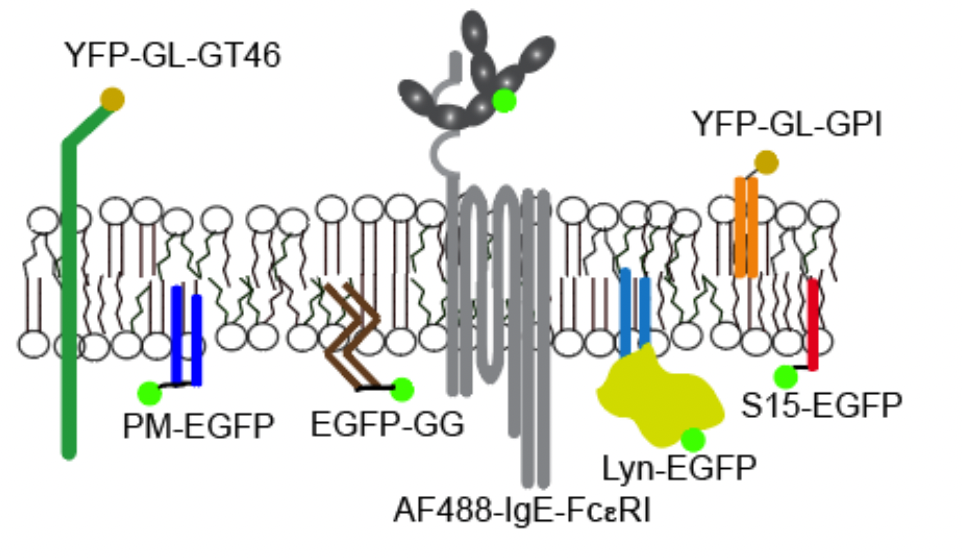 YFP-GL-GT46
YFP-GL-GPI
PM-EGFP
EGFP-GG
S15-EGFP
Lyn-EGFP
AF488-IgE-FcεRI